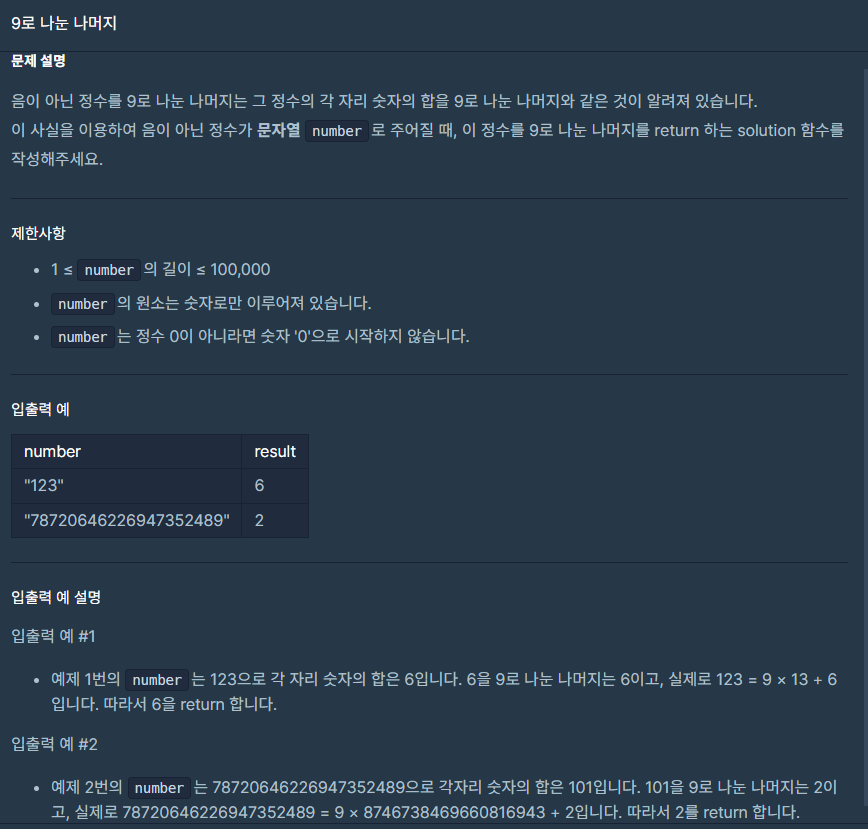 9로 나눈 나머지
문제 설명
음이 아닌 정수를 9로 나눈 나머지는 그 정수의 각 자리 숫자의 합을 9로 나눈 나머지와 같은 것이 알려져 있습니다.
이 사실을 이용하여 음이 아닌 정수가 문자열 number 로 주어질 때, 이 정수를 9로 나눈 나머지를 return 하는 solution 함수를
작성해주세요.
제한사항
1 ≤ number 의 길이 ≤ 100,000
number 의 원소는 숫자로만 이루어져 있습니다.
number 는 정수 0이 아니라면 숫자 '0'으로 시작하지 않습니다.
입출력 예
number result
"123" 6
"78720646226947352489" 2
입출력 예 설명
입출력 예 #1
예제 1번의 number 는 123으로 각 자리 숫자의 합은 6입니다. 6을 9로 나눈 나머지는 6이고, 실제로 123 = 9 × 13 + 6
입니다. 따라서 6을 return 합니다.
입출력 예 #2
예제 2번의 number 는 78720646226947352489으로 각자리 숫자의 합은 101입니다. 101을 9로 나눈 나머지는 2이
고, 실제로 78720646226947352489 = 9 × 8746738469660816943 + 2입니다. 따라서 2를 return 합니다.